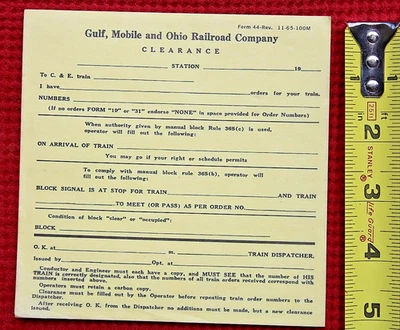 Form 44-Rev. 11-65-100M
Gulf, Mobile and Ohio Railroad Company
CLEARANCE
STATION 19
To C. & E. train
I have orders for your train.
NUMBERS
(If no orders FORM "19" or "31" endorse "NONE" in space provided for Order Numbers)
When authority given by manual block Rule 365(c) is used,
operator will fill out the following:
ON ARRIVAL OF TRAIN
You may go if your right or schedule permits
To comply with manual block rule 365(b), operator will
fill out the following:
BLOCK SIGNAL IS AT STOP FOR TRAIN AND TRAIN
TO MEET (OR PASS) AS PER ORDER NO.
Condition of block "clear" or "occupied":
BLOCK
O. K. at m. TRAIN DISPATCHER.
Issued by Opt. at
Conductor and Engineer must each have a copy, and MUST SEE that the number of HIS
TRAIN is correctly designated, also that the numbers of all train orders received correspond with
numbers inserted above.
Operators must retain a carbon copy.
Clearance must be filled out by the Operator before repeating train order numbers to the
Dispatcher.
After receiving O. K. from the Dispatcher no additions must be made, but a new clearance
issued.
1
2
3
4
5
STANLEY
Life Guard